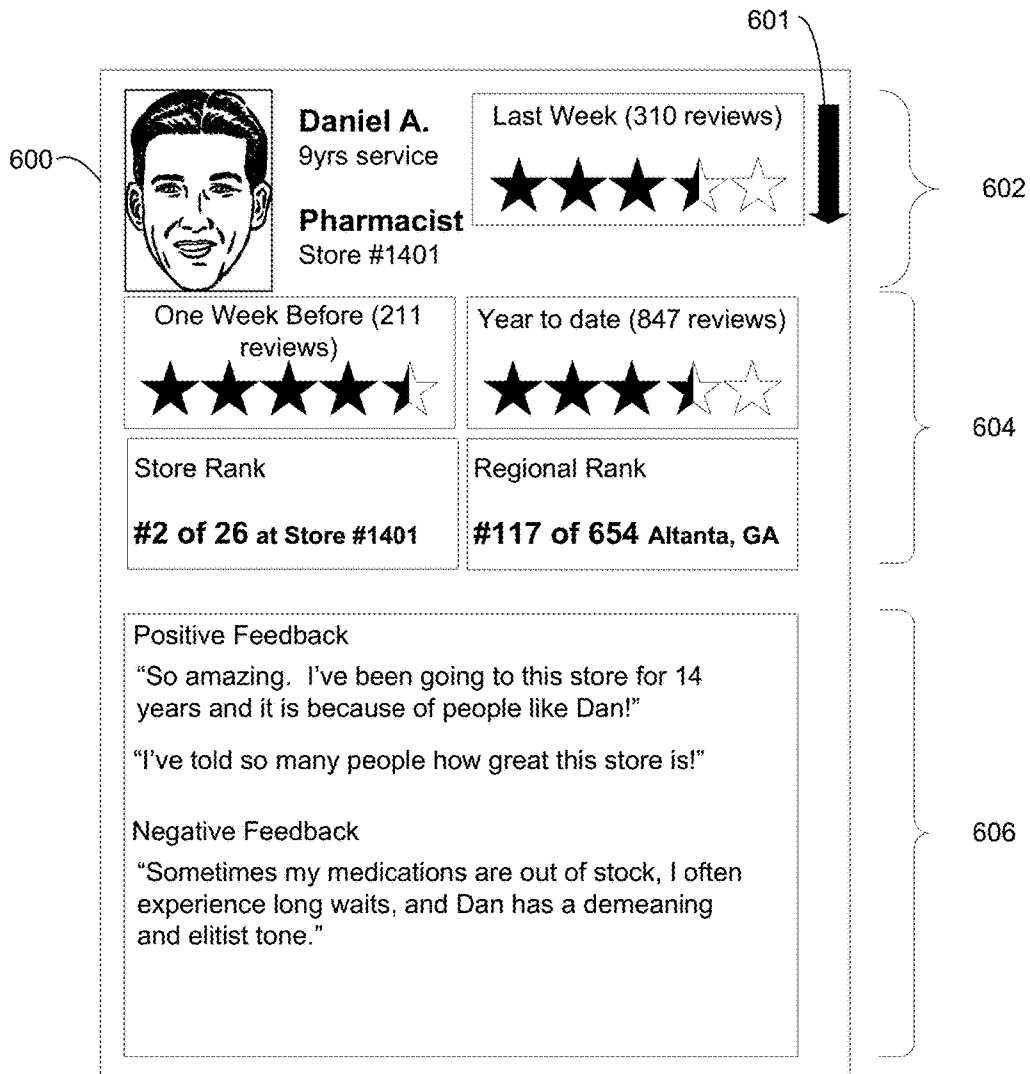 601
600
Daniel A.
9yrs service
Pharmacist
Store #1401
Last Week (310 reviews)
602
One Week Before (211
reviews)
Year to date (847 reviews)
604
Store Rank
#2 of 26 at Store #1401
Regional Rank
#117 of 654 Altanta, GA
Positive Feedback
“So amazing.  I’ve been going to this store for 14
years and it is because of people like Dan!”
“I’ve told so many people how great this store is!”
Negative Feedback
“Sometimes my medications are out of stock, I often
experience long waits, and Dan has a demeaning
and elitist tone.”
606